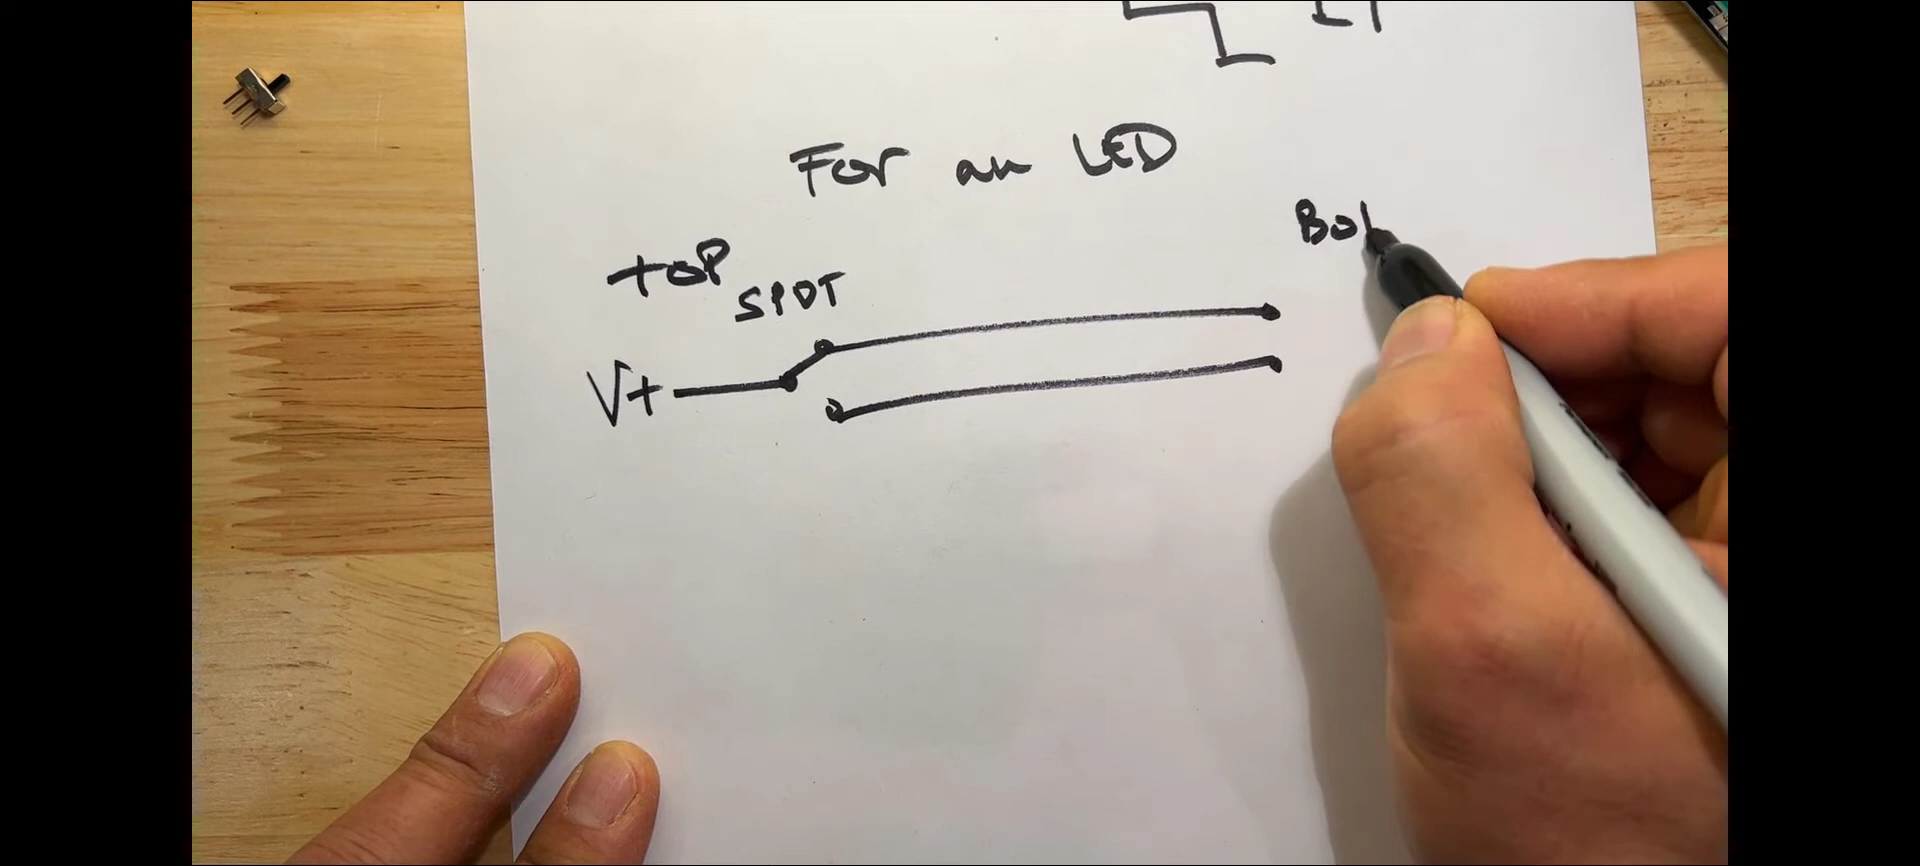 For an LED
Bo
top
SPDT
V+